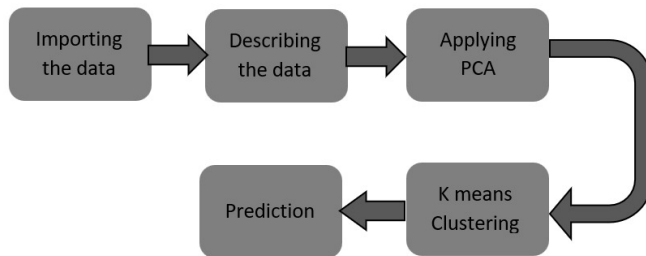 Importing
the data
Describing
the data
Applying
PCA
K means
Clustering
Prediction